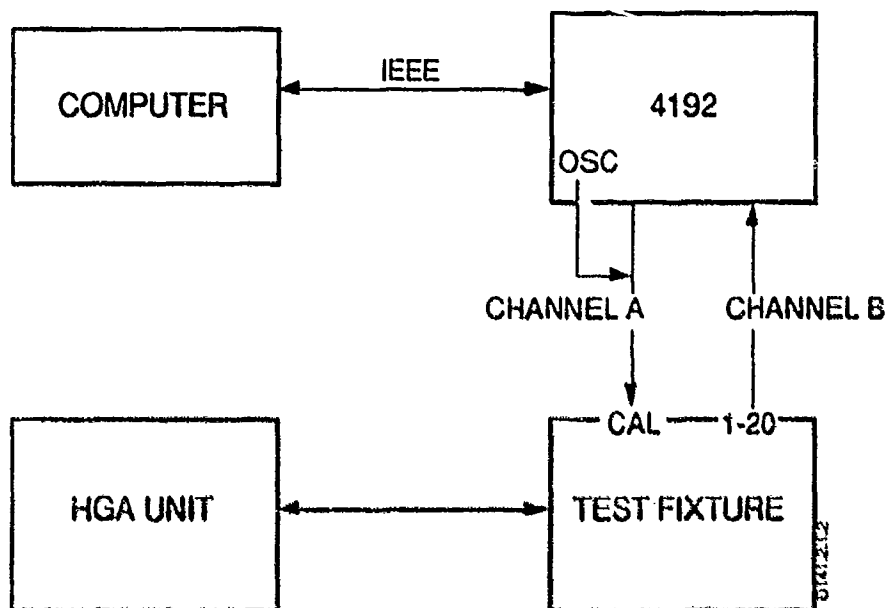 COMPUTER
IEEE
4192
OSC
CHANNEL A
CHANNEL B
CAL
1-20
HGA UNIT
TEST FIXTURE